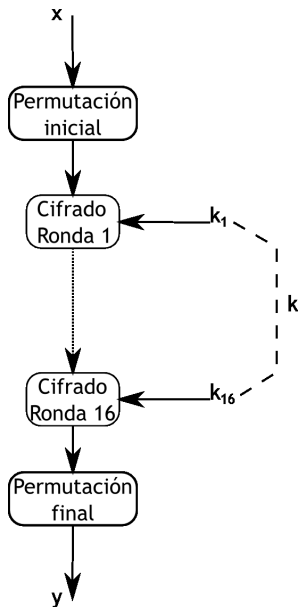 x
Permutación
inicial
Cifrado
Ronda 1
k₁
k
Cifrado
Ronda 16
k₁₆
Permutación
final
y